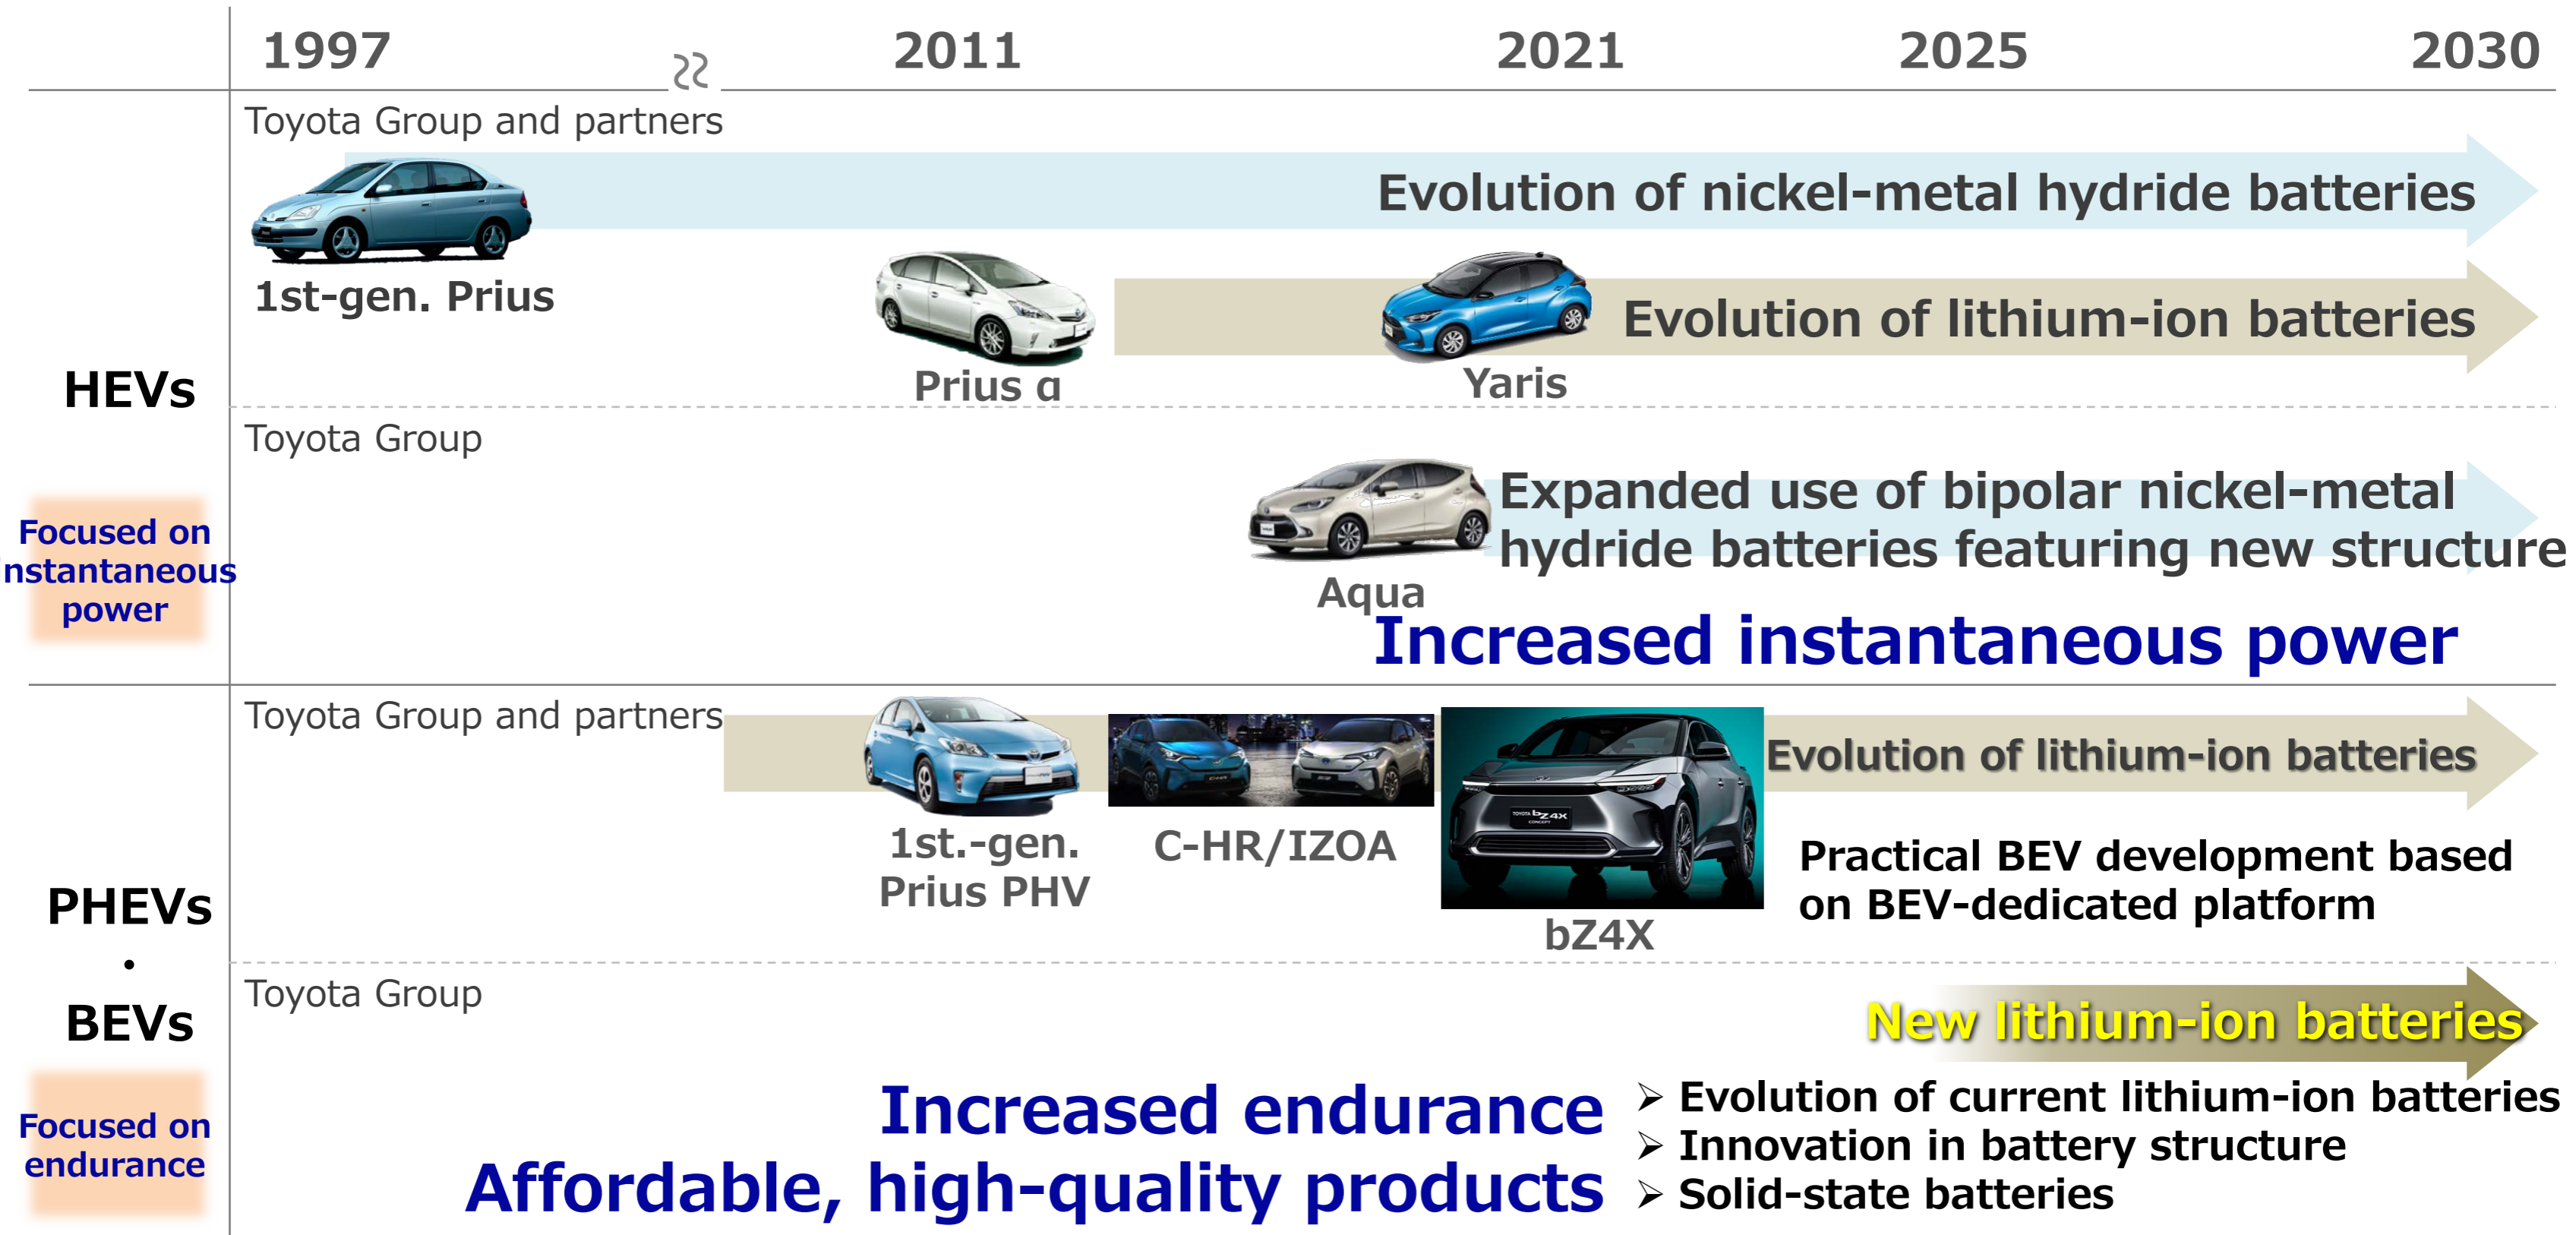 1997
2011
2021
2025
2030
HEVs
Focused on
instantaneous
power
Toyota Group and partners
Evolution of nickel-metal hydride batteries
1st-gen. Prius
Evolution of lithium-ion batteries
Prius α
Yaris
Toyota Group
Expanded use of bipolar nickel-metal
hydride batteries featuring new structure
Aqua
Increased instantaneous power
PHEVs
・
BEVs
Focused on
endurance
Toyota Group and partners
Evolution of lithium-ion batteries
1st.-gen.
Prius PHV
C-HR/IZOA
TOYOTA bZ4X
CONCEPT
bZ4X
Practical BEV development based
on BEV-dedicated platform
Toyota Group
New lithium-ion batteries
Increased endurance
Affordable, high-quality products
➢ Evolution of current lithium-ion batteries
➢ Innovation in battery structure
➢ Solid-state batteries